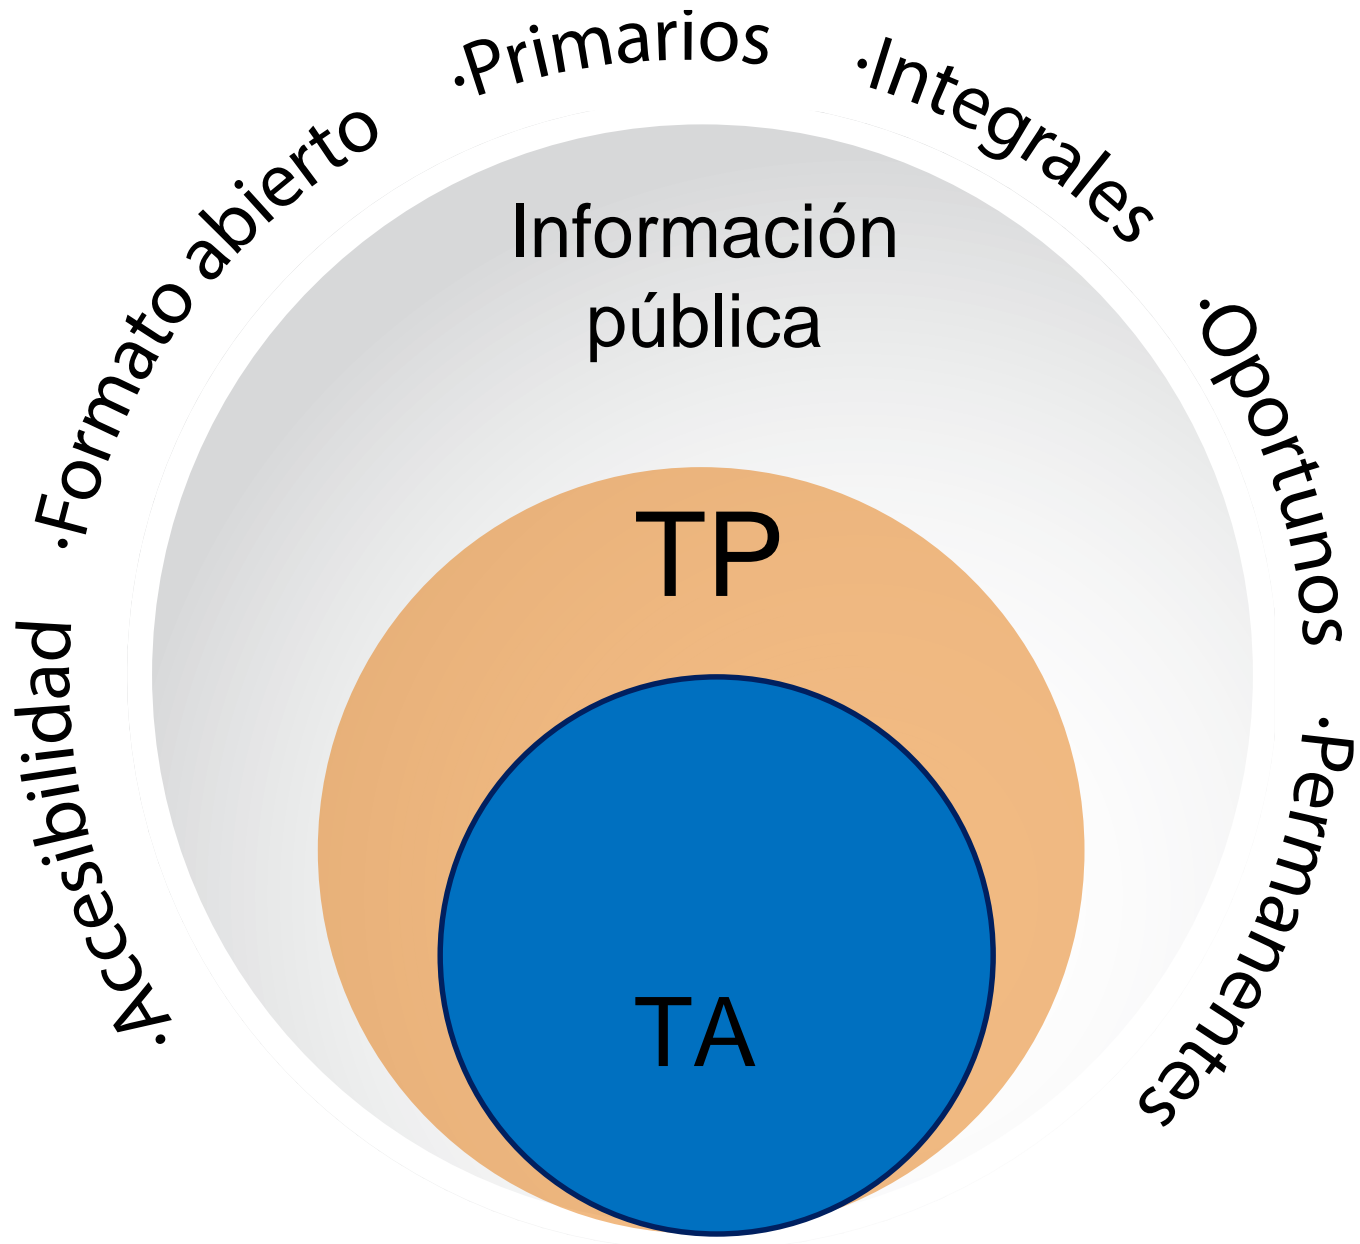 ·Accesibilidad
·Formato abierto
·Primarios
·Integrales
·Oportunos
·Permanentes
Información
pública
TP
TA